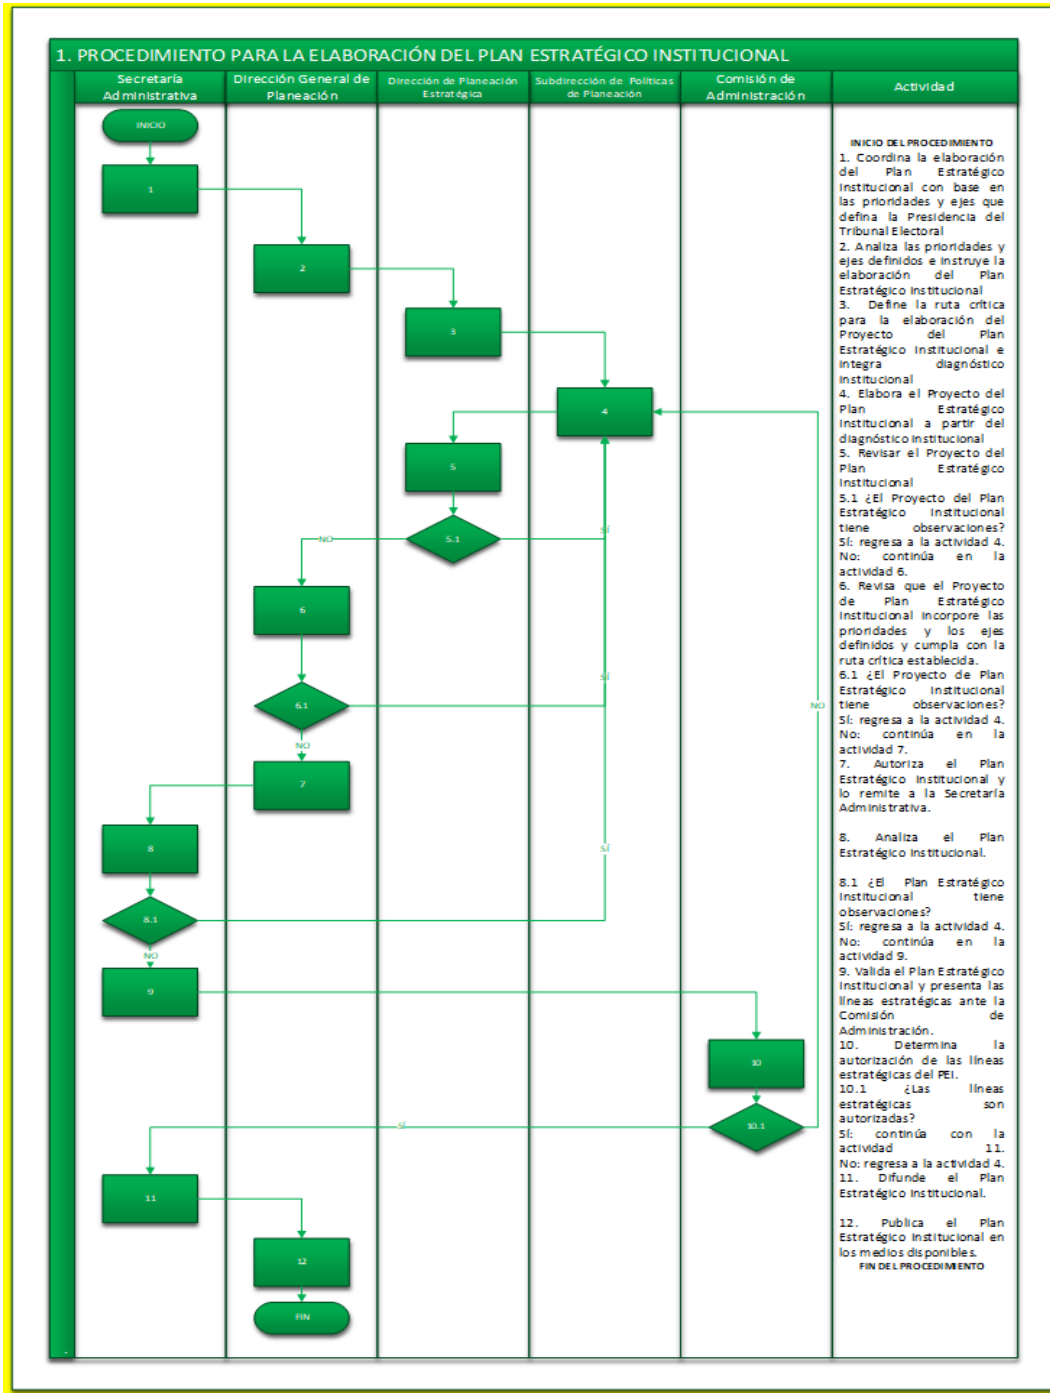 1. PROCEDIMIENTO PARA LA ELABORACIÓN DEL PLAN ESTRATÉGICO INSTITUCIONAL
Secretaría
Administrativa
Dirección General de
Planeación
Dirección de Planeación
Estratégica
Subdirección de Políticas
de Planeación
Comisión de
Administración
Actividad
INICIO
1
2
3
4
5
5.1
NO
SÍ
6
6.1
SÍ
NO
NO
7
8
SÍ
8.1
NO
9
10
10.1
SÍ
11
12
FIN
INICIO DEL PROCEDIMIENTO
1. Coordina la elaboración
del Plan Estratégico
Institucional con base en
las prioridades y ejes que
defina la Presidencia del
Tribunal Electoral
2. Analiza las prioridades y
ejes definidos e instruye la
elaboración del Plan
Estratégico Institucional
3. Define la ruta crítica
para la elaboración del
Proyecto del Plan
Estratégico Institucional e
integra diagnóstico
institucional
4. Elabora el Proyecto del
Plan Estratégico
Institucional a partir del
diagnóstico institucional
5. Revisar el Proyecto del
Plan Estratégico
Institucional
5.1 ¿El Proyecto del Plan
Estratégico Institucional
tiene observaciones?
Sí: regresa a la actividad 4.
No: continúa en la
actividad 6.
6. Revisa que el Proyecto
de Plan Estratégico
Institucional incorpore las
prioridades y los ejes
definidos y cumpla con la
ruta crítica establecida.
6.1 ¿El Proyecto de Plan
Estratégico Institucional
tiene observaciones?
Sí: regresa a la actividad 4.
No: continúa en la
actividad 7.
7. Autoriza el Plan
Estratégico Institucional y
lo remite a la Secretaría
Administrativa.
8. Analiza el Plan
Estratégico Institucional.
8.1 ¿El Plan Estratégico
Institucional tiene
observaciones?
Sí: regresa a la actividad 4.
No: continúa en la
actividad 9.
9. Valida el Plan Estratégico
Institucional y presenta las
líneas estratégicas ante la
Comisión de
Administración.
10. Determina la
autorización de las líneas
estratégicas del PEI.
10.1 ¿Las líneas
estratégicas son
autorizadas?
Sí: continúa con la
actividad 11.
No: regresa a la actividad 4.
11. Difunde el Plan
Estratégico Institucional.
12. Publica el Plan
Estratégico Institucional en
los medios disponibles.
FIN DEL PROCEDIMIENTO